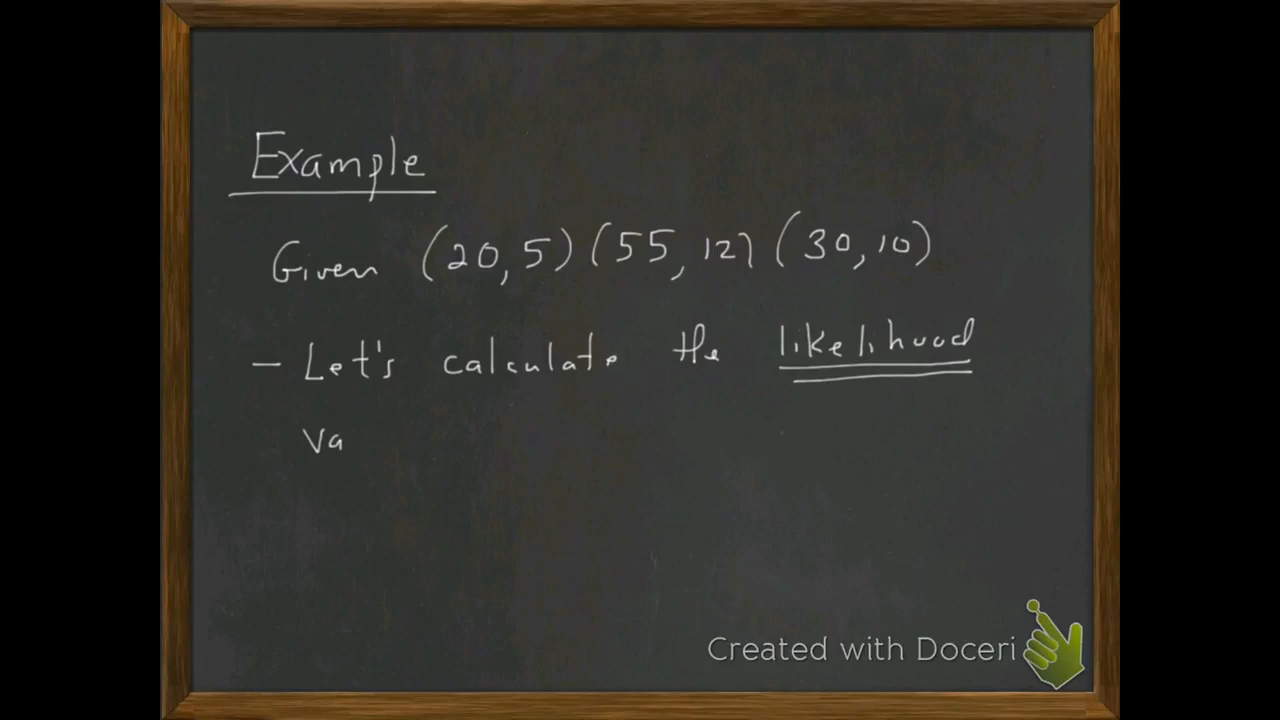 Example
Given (20,5) (55,12) (30,10)
- Let's calculate the likelihood
va
Created with Doceri